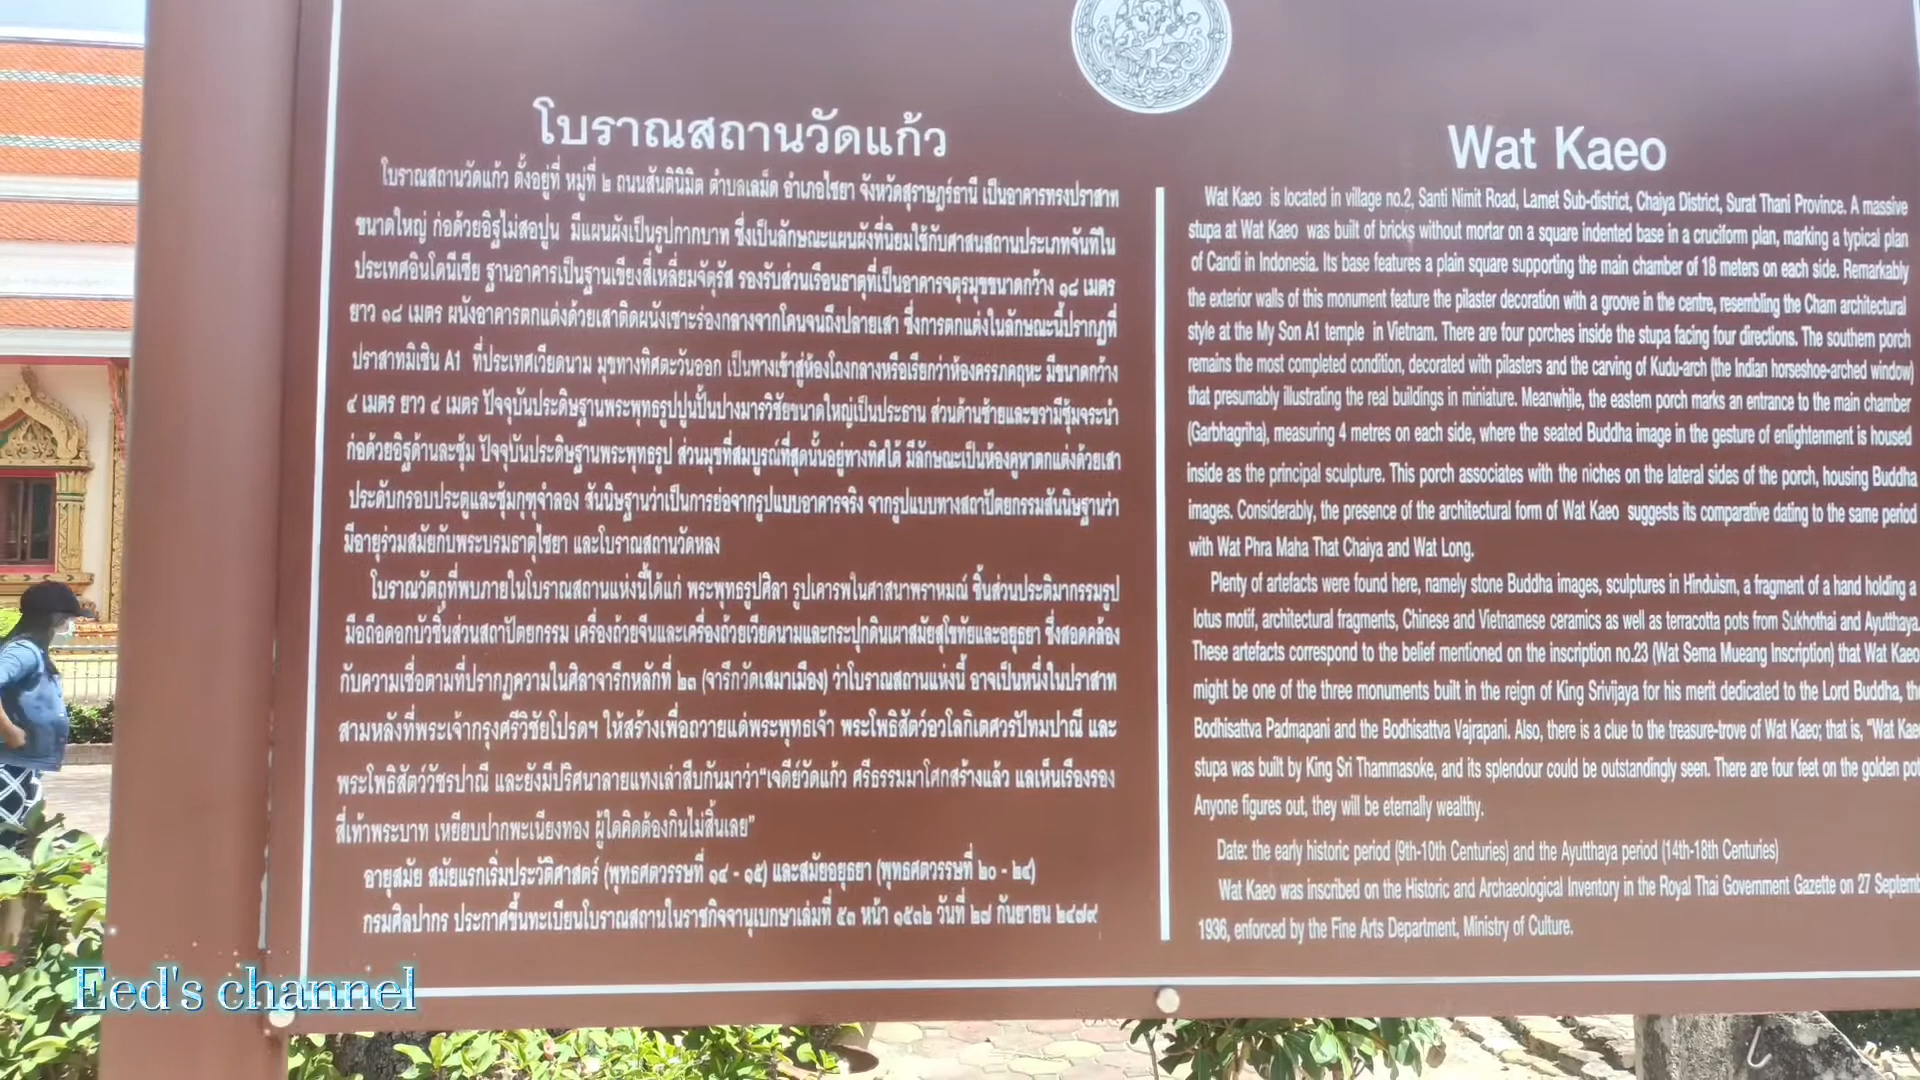 โบราณสถานวัดแก้ว
โบราณสถานวัดแก้ว ตั้งอยู่ที่ หมู่ที่ ๒ ถนนสันตินิมิต ตำบลเลม็ด อำเภอไชยา จังหวัดสุราษฎร์ธานี เป็นอาคารทรงปราสาท
ขนาดใหญ่ ก่อด้วยอิฐไม่สอปูน มีแผนผังเป็นรูปกากบาท ซึ่งเป็นลักษณะแผนผังที่นิยมใช้กับศาสนสถานประเภทจันทิใน
ประเทศอินโดนีเซีย ฐานอาคารเป็นฐานเขียงสี่เหลี่ยมจัตุรัส รองรับส่วนเรือนธาตุที่เป็นอาคารจตุรมุขขนาดกว้าง ๑๘ เมตร
ยาว ๑๘ เมตร ผนังอาคารตกแต่งด้วยเสาติดผนังเซาะร่องกลางจากโคนจนถึงปลายเสา ซึ่งการตกแต่งในลักษณะนี้ปรากฏที่
ปราสาทมิเซิน A1 ที่ประเทศเวียดนาม มุขทางทิศตะวันออก เป็นทางเข้าสู่ห้องโถงกลางหรือเรียกว่าห้องครรภคฤหะ มีขนาดกว้าง
๔ เมตร ยาว ๔ เมตร ปัจจุบันประดิษฐานพระพุทธรูปปูนปั้นปางมารวิชัยขนาดใหญ่เป็นประธาน ส่วนด้านซ้ายและขวามีซุ้มจระนำ
ก่อด้วยอิฐด้านละซุ้ม ปัจจุบันประดิษฐานพระพุทธรูป ส่วนมุขที่สมบูรณ์ที่สุดนั้นอยู่ทางทิศใต้ มีลักษณะเป็นห้องคูหาตกแต่งด้วยเสา
ประดับกรอบประตูและซุ้มกุฑุจำลอง สันนิษฐานว่าเป็นการย่อจากรูปแบบอาคารจริง จากรูปแบบทางสถาปัตยกรรมสันนิษฐานว่า
มีอายุร่วมสมัยกับพระบรมธาตุไชยา และโบราณสถานวัดหลง
โบราณวัตถุที่พบภายในโบราณสถานแห่งนี้ได้แก่ พระพุทธรูปศิลา รูปเคารพในศาสนาพราหมณ์ ชิ้นส่วนประติมากรรมรูป
มือถือดอกบัวชิ้นส่วนสถาปัตยกรรม เครื่องถ้วยจีนและเครื่องถ้วยเวียดนามและกระปุกดินเผาสมัยสุโขทัยและอยุธยา ซึ่งสอดคล้อง
กับความเชื่อตามที่ปรากฏความในศิลาจารึกหลักที่ ๒๓ (จารึกวัดเสมาเมือง) ว่าโบราณสถานแห่งนี้ อาจเป็นหนึ่งในปราสาท
สามหลังที่พระเจ้ากรุงศรีวิชัยโปรดฯ ให้สร้างเพื่อถวายแด่พระพุทธเจ้า พระโพธิสัตว์อวโลกิเตศวรปัทมปาณี และ
พระโพธิสัตว์วัชรปาณี และยังมีปริศนาลายแทงเล่าสืบกันมาว่า“เจดีย์วัดแก้ว ศรีธรรมมาโศกสร้างแล้ว แลเห็นเรืองรอง
สี่เท้าพระบาท เหยียบปากพะเนียงทอง ผู้ใดคิดต้องกินไม่สิ้นเลย”
อายุสมัย สมัยแรกเริ่มประวัติศาสตร์ (พุทธศตวรรษที่ ๑๔ - ๑๕) และสมัยอยุธยา (พุทธศตวรรษที่ ๒๐ - ๒๔)
กรมศิลปากร ประกาศขึ้นทะเบียนโบราณสถานในราชกิจจานุเบกษาเล่มที่ ๕๓ หน้า ๑๕๓๒ วันที่ ๒๗ กันยายน ๒๔๗๙
Wat Kaeo
Wat Kaeo is located in village no.2, Santi Nimit Road, Lamet Sub-district, Chaiya District, Surat Thani Province. A massive
stupa at Wat Kaeo was built of bricks without mortar on a square indented base in a cruciform plan, marking a typical plan
of Candi in Indonesia. Its base features a plain square supporting the main chamber of 18 meters on each side. Remarkably
the exterior walls of this monument feature the pilaster decoration with a groove in the centre, resembling the Cham architectural
style at the My Son A1 temple in Vietnam. There are four porches inside the stupa facing four directions. The southern porch
remains the most completed condition, decorated with pilasters and the carving of Kudu-arch (the Indian horseshoe-arched window)
that presumably illustrating the real buildings in miniature. Meanwhile, the eastern porch marks an entrance to the main chamber
(Garbhagriha), measuring 4 metres on each side, where the seated Buddha image in the gesture of enlightenment is housed
inside as the principal sculpture. This porch associates with the niches on the lateral sides of the porch, housing Buddha
images. Considerably, the presence of the architectural form of Wat Kaeo suggests its comparative dating to the same period
with Wat Phra Maha That Chaiya and Wat Long.
Plenty of artefacts were found here, namely stone Buddha images, sculptures in Hinduism, a fragment of a hand holding a
lotus motif, architectural fragments, Chinese and Vietnamese ceramics as well as terracotta pots from Sukhothai and Ayutthaya.
These artefacts correspond to the belief mentioned on the inscription no.23 (Wat Sema Mueang Inscription) that Wat Kaeo
might be one of the three monuments built in the reign of King Srivijaya for his merit dedicated to the Lord Buddha, the
Bodhisattva Padmapani and the Bodhisattva Vajrapani. Also, there is a clue to the treasure-trove of Wat Kaeo; that is, "Wat Kae
stupa was built by King Sri Thammasoke, and its splendour could be outstandingly seen. There are four feet on the golden pot
Anyone figures out, they will be eternally wealthy.
Date: the early historic period (9th-10th Centuries) and the Ayutthaya period (14th-18th Centuries)
Wat Kaeo was inscribed on the Historic and Archaeological Inventory in the Royal Thai Government Gazette on 27 Septemb
1936, enforced by the Fine Arts Department, Ministry of Culture.
Eed's channel